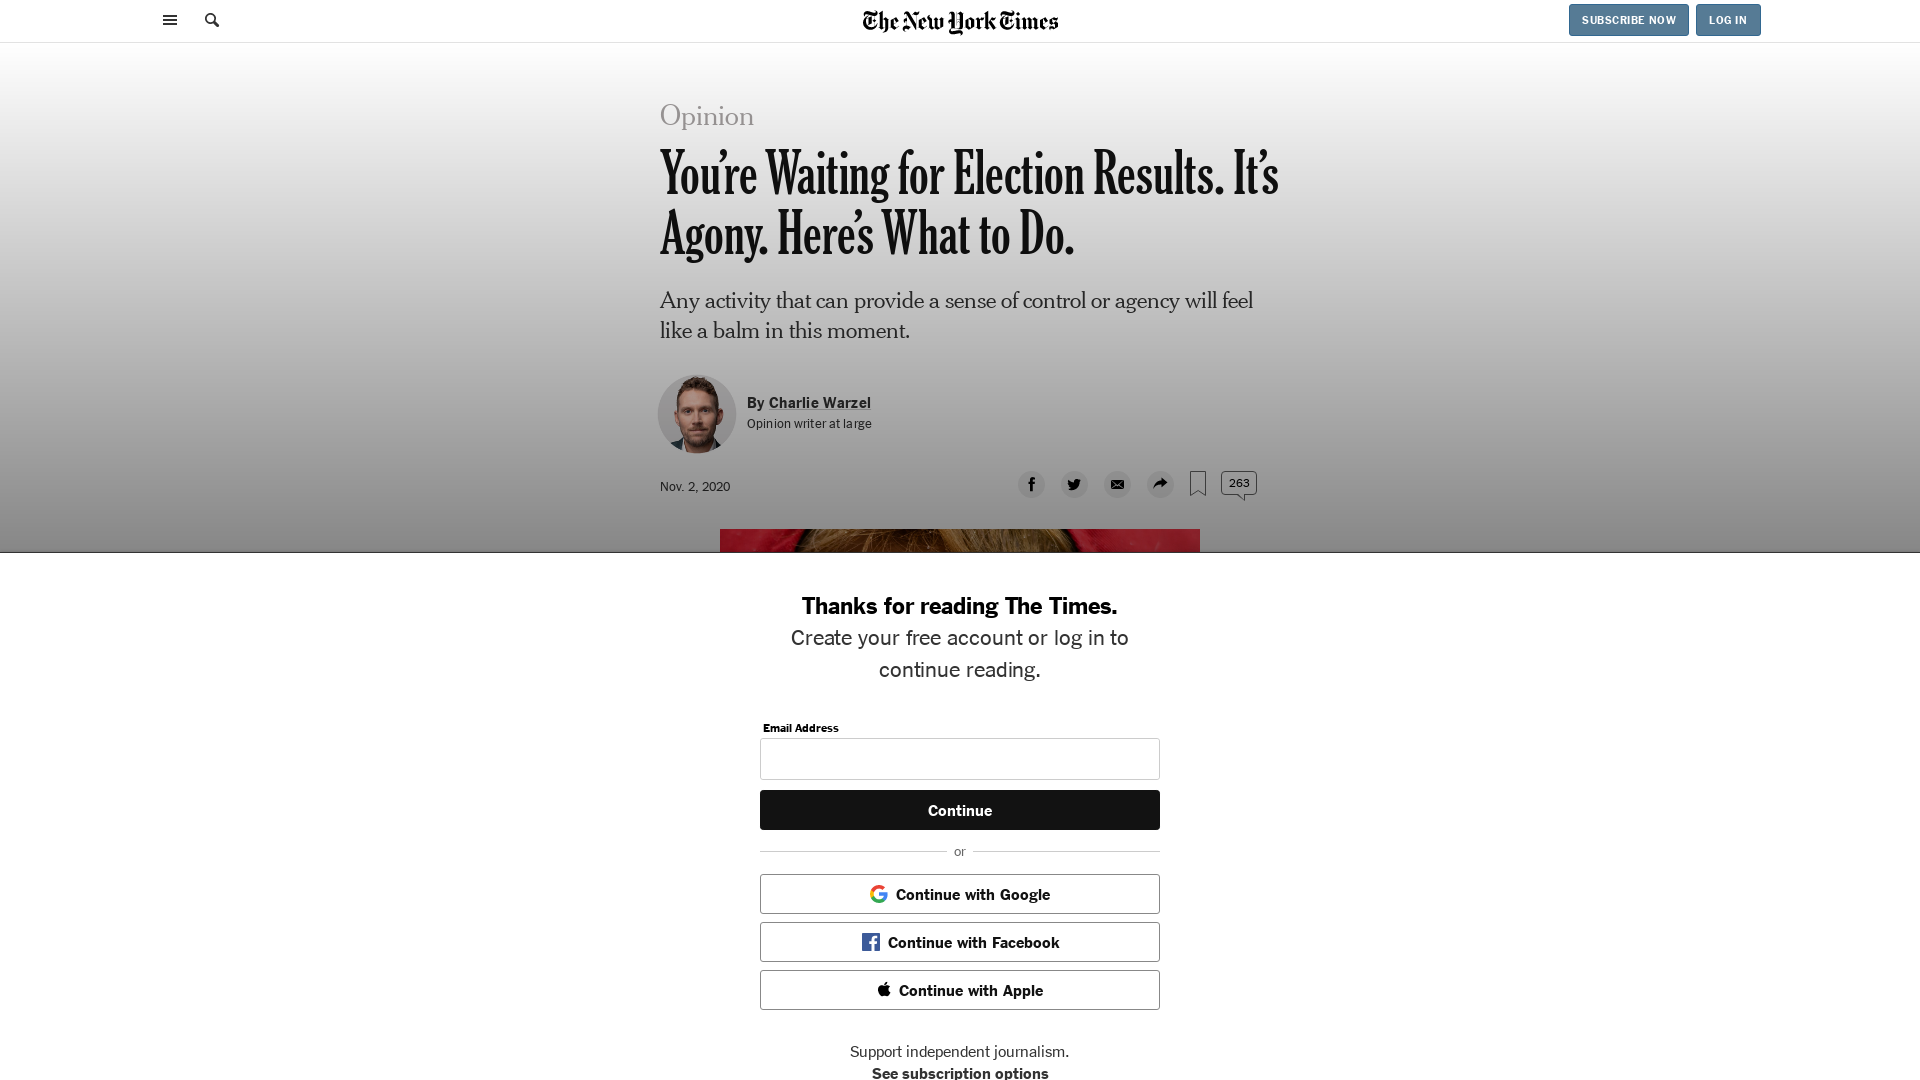 The New York Times
SUBSCRIBE NOW
LOG IN
Opinion
You’re Waiting for Election Results. It’s
Agony. Here’s What to Do.
Any activity that can provide a sense of control or agency will feel
like a balm in this moment.
By Charlie Warzel
Opinion writer at large
Nov. 2, 2020
263
Thanks for reading The Times.
Create your free account or log in to
continue reading.
Email Address
Continue
or
Continue with Google
Continue with Facebook
Continue with Apple
Support independent journalism.
See subscription options